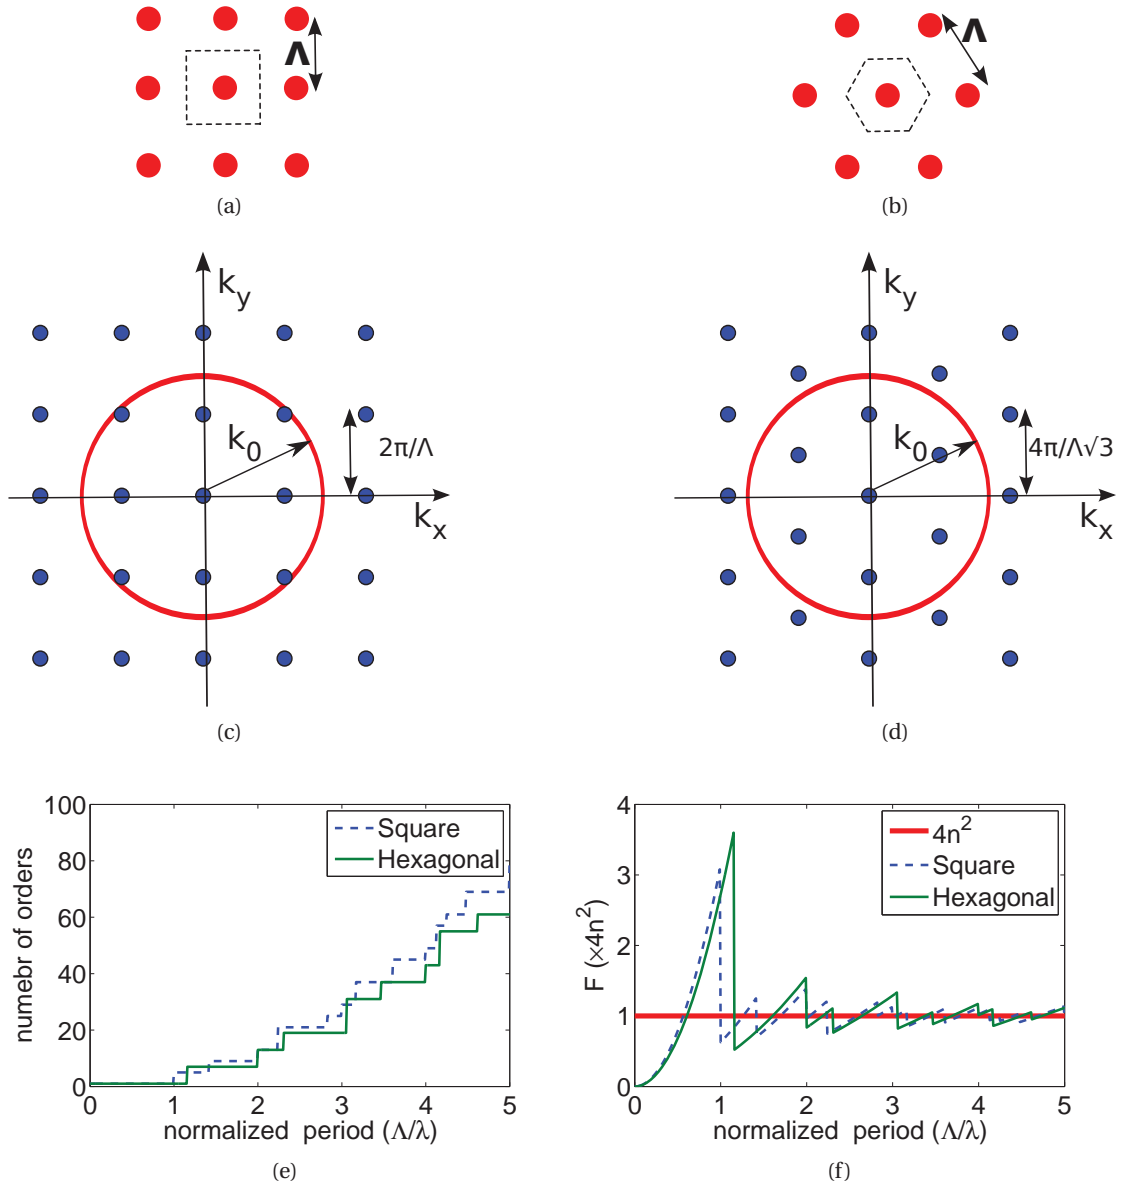 Λ
Λ
(a)
(b)
k_y
k_y
k_0
2π/Λ
k_0
4π/Λ√3
k_x
k_x
(c)
(d)
100
80
60
40
20
0
numebr of orders
Square
Hexagonal
0 1 2 3 4 5
normalized period (Λ/λ)
4
3
2
1
0
F (×4n²)
4n²
Square
Hexagonal
0 1 2 3 4 5
normalized period (Λ/λ)
(e)
(f)